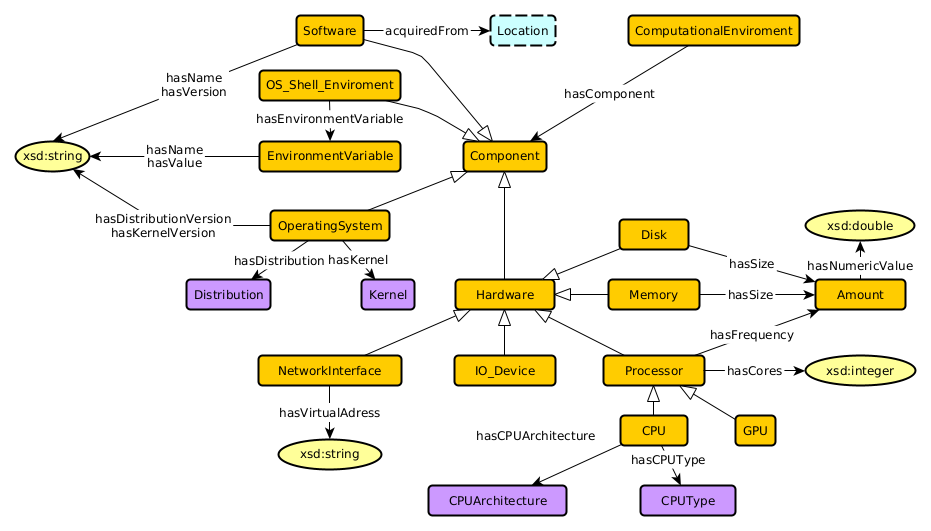 Software
acquiredFrom
Location
ComputationalEnviroment
hasName
hasVersion
OS_Shell_Enviroment
hasComponent
hasEnvironmentVariable
xsd:string
hasName
hasValue
EnvironmentVariable
Component
hasDistributionVersion
hasKernelVersion
OperatingSystem
Disk
xsd:double
hasDistribution
hasKernel
hasSize
hasNumericValue
Distribution
Kernel
Hardware
Memory
hasSize
Amount
hasFrequency
NetworkInterface
IO_Device
Processor
hasCores
xsd:integer
hasVirtualAdress
hasCPUArchitecture
CPU
GPU
xsd:string
hasCPUType
CPUArchitecture
CPUType